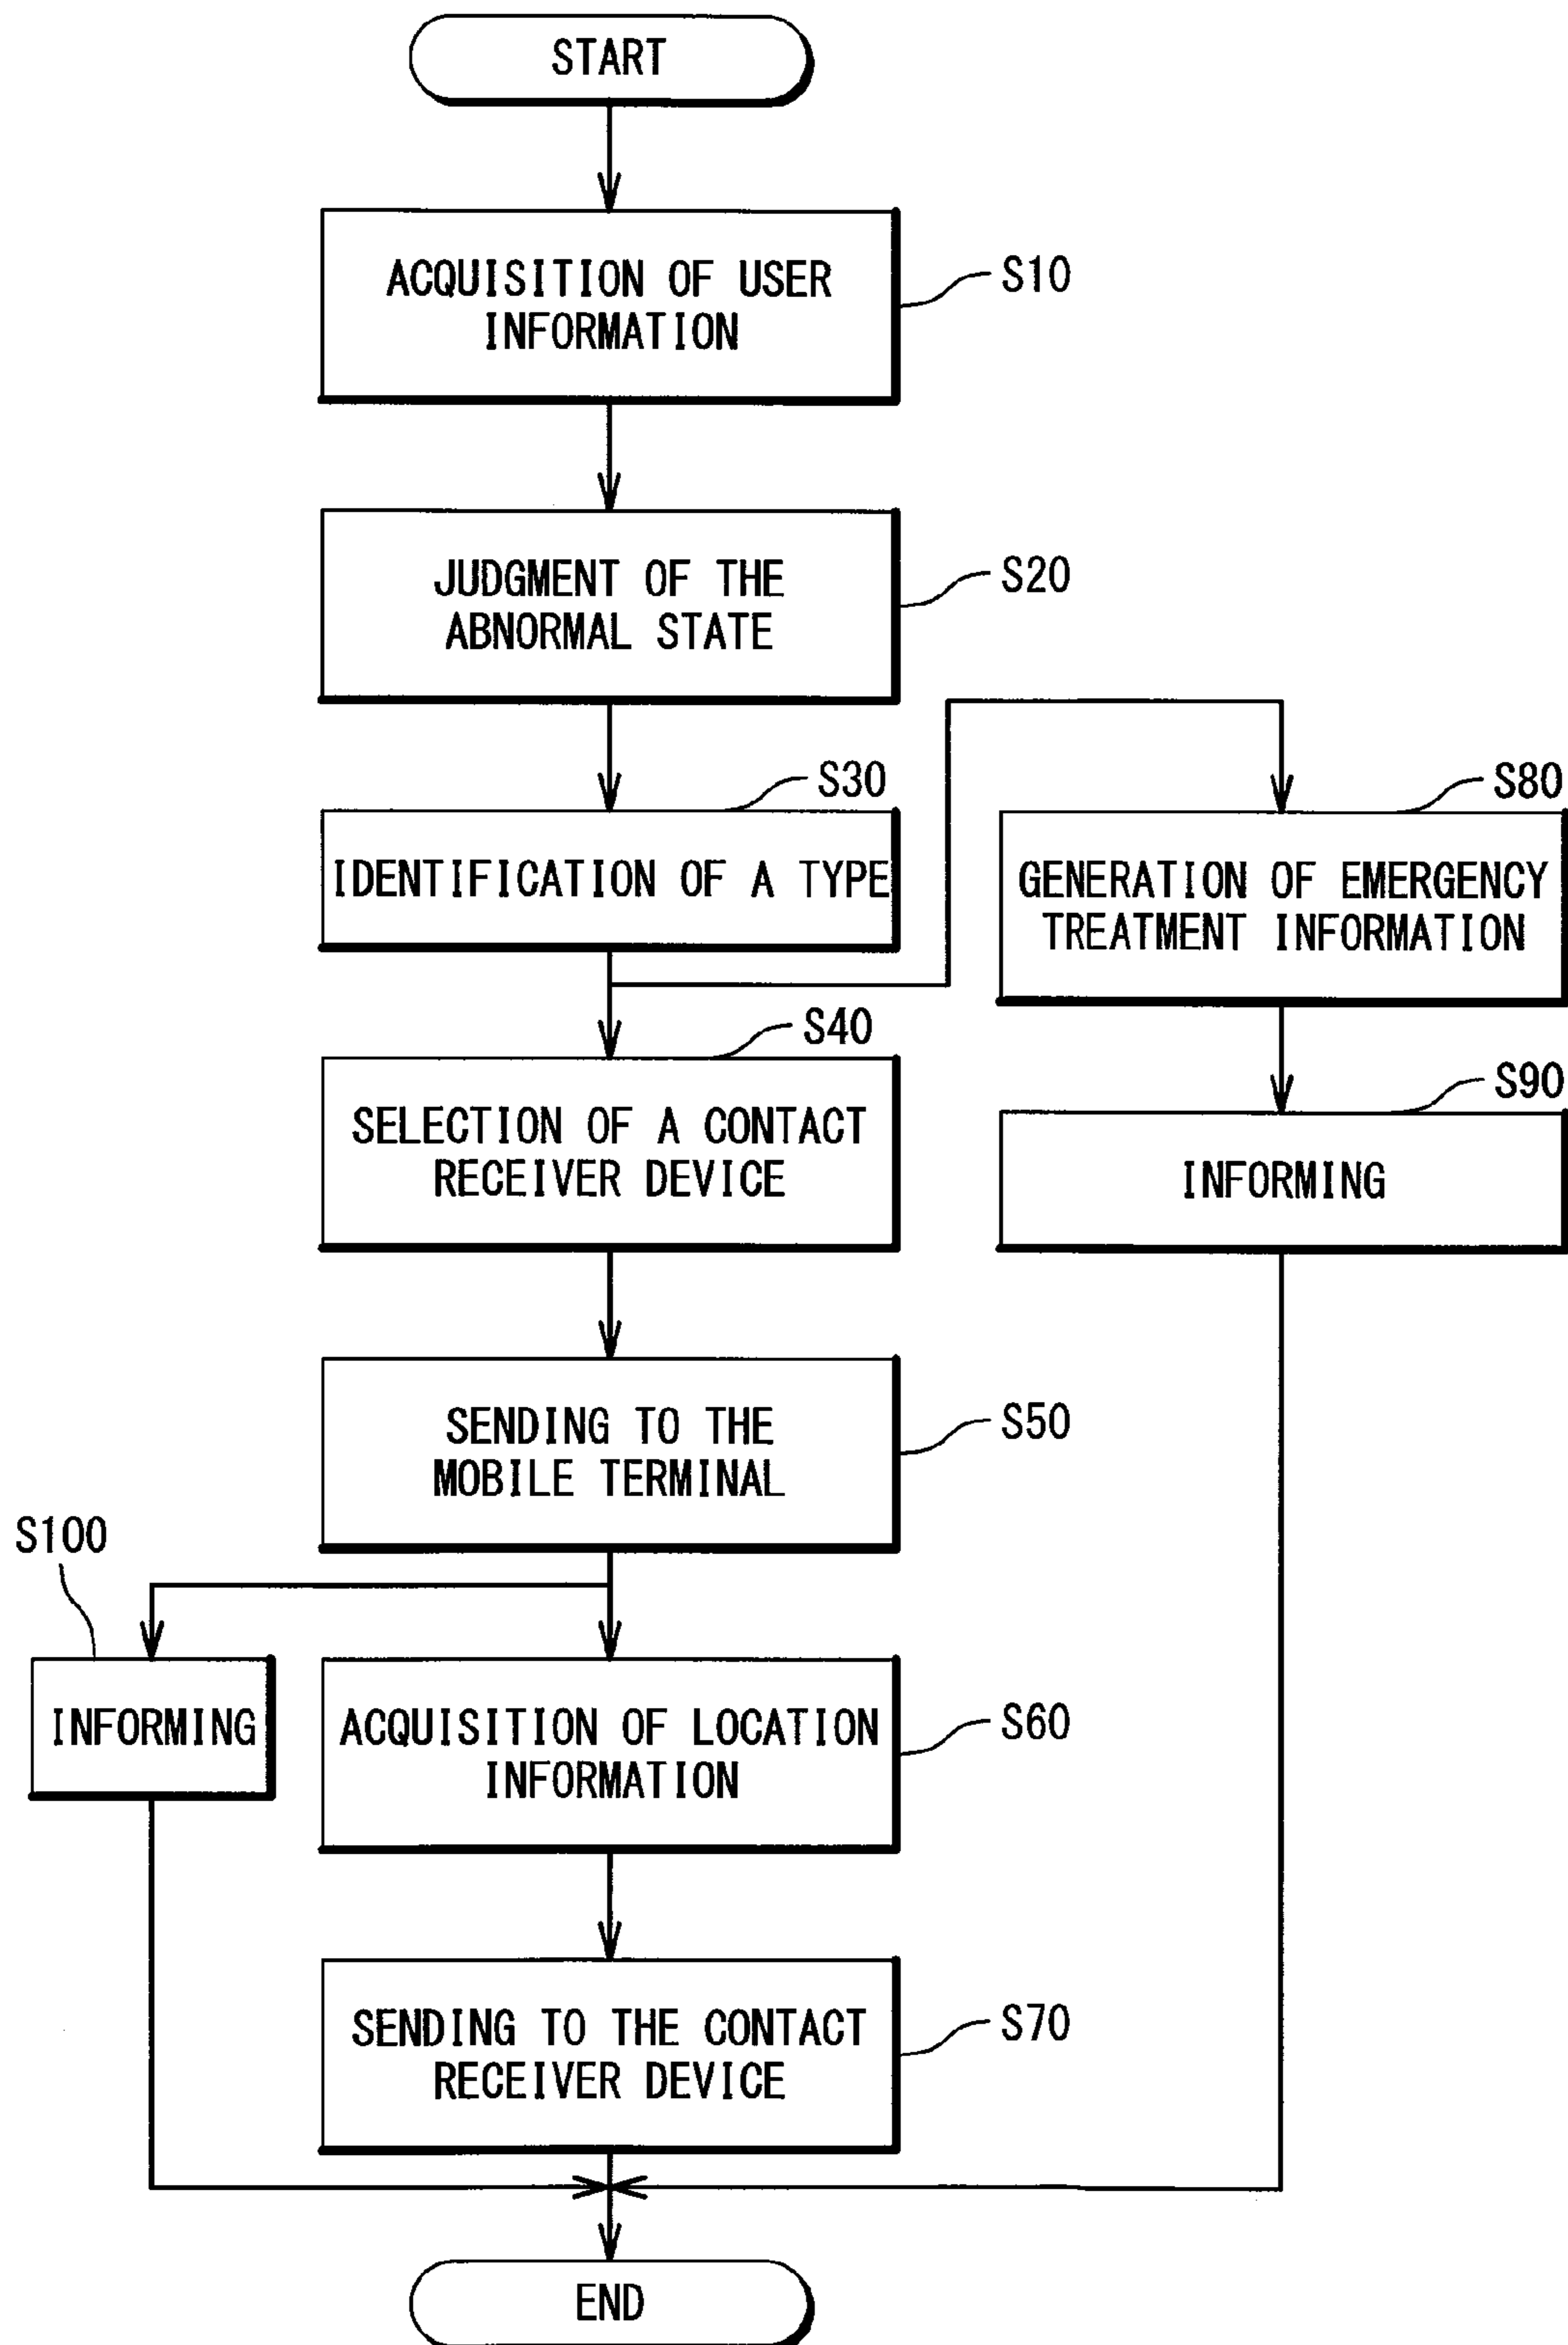 START
ACQUISITION OF USER
INFORMATION
S10
JUDGMENT OF THE
ABNORMAL STATE
S20
S30
IDENTIFICATION OF A TYPE
S80
GENERATION OF EMERGENCY
TREATMENT INFORMATION
S40
SELECTION OF A CONTACT
RECEIVER DEVICE
S90
INFORMING
SENDING TO THE
MOBILE TERMINAL
S50
S100
INFORMING
ACQUISITION OF LOCATION
INFORMATION
S60
SENDING TO THE CONTACT
RECEIVER DEVICE
S70
END